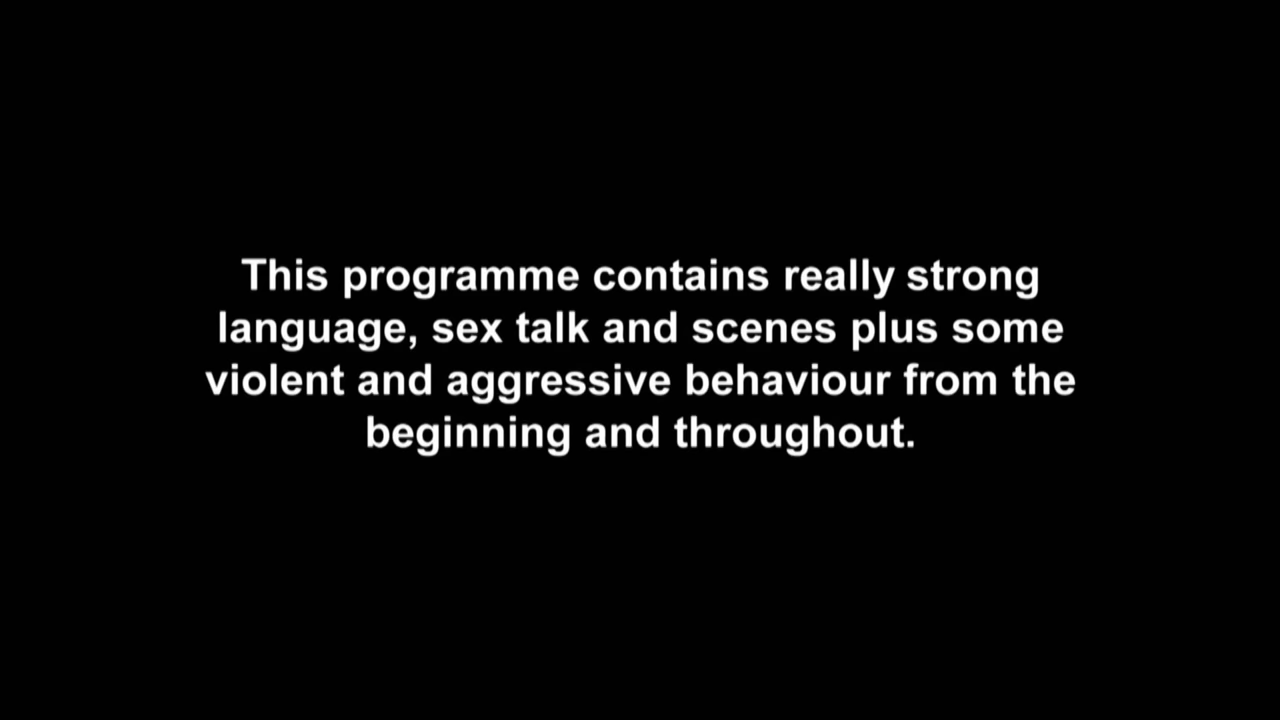 This programme contains really strong
language, sex talk and scenes plus some
violent and aggressive behaviour from the
beginning and throughout.